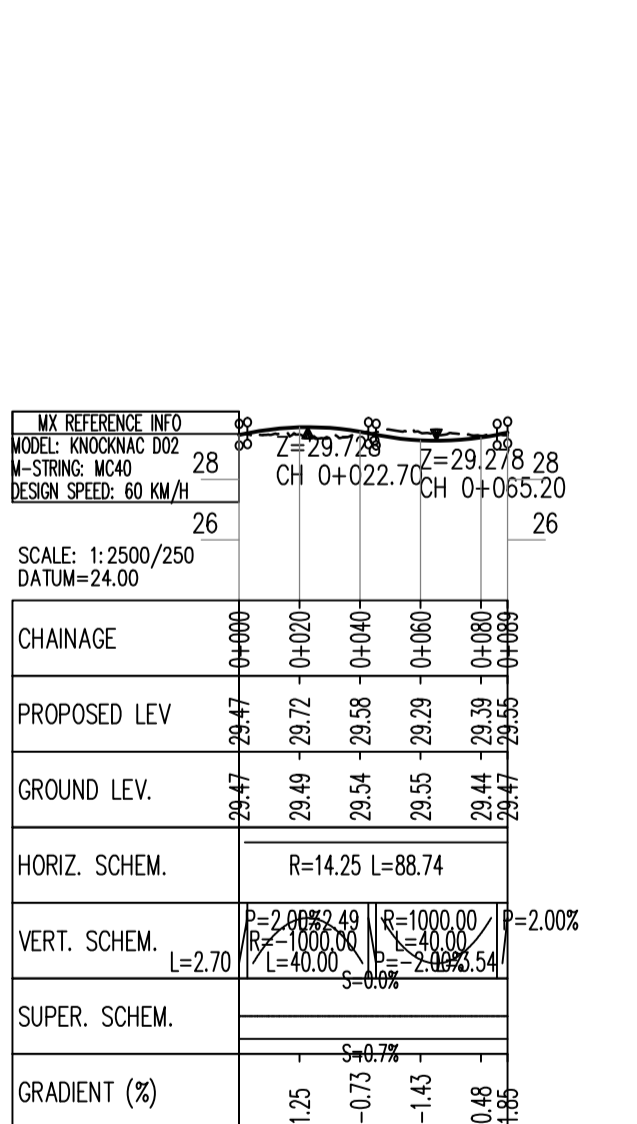 MX REFERENCE INFO
MODEL: KNOCKNAC D02
M-STRING: MC40
DESIGN SPEED: 60 KM/H
28
26
Z=29.728
CH 0+022.70
Z=29.278
CH 0+065.20
28
26
SCALE: 1:2500/250
DATUM=24.00
CHAINAGE 0+000 0+020 0+040 0+060 0+080 0+089
PROPOSED LEV 29.47 29.72 29.58 29.29 29.39 29.55
GROUND LEV. 29.47 29.49 29.54 29.55 29.44 29.47
HORIZ. SCHEM. R=14.25 L=88.74
VERT. SCHEM.
P=2.00% 2.49 R=1000.00 P=2.00%
R=-1000.00 L=40.00
L=2.70 L=40.00 P=-2.00% 3.54
S=0.0%
SUPER. SCHEM.
S=0.7%
GRADIENT (%) 1.25 -0.73 -1.43 0.48 1.85